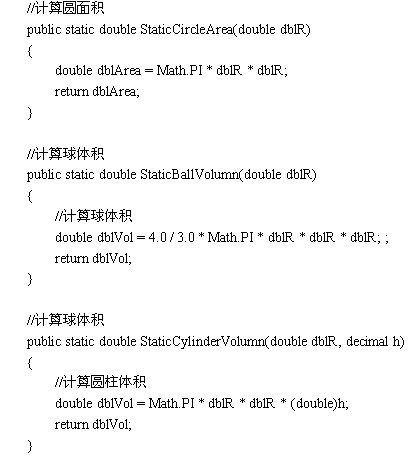 //计算圆面积
public static double StaticCircleArea(double dblR)
{
double dblArea = Math.PI * dblR * dblR;
return dblArea;
}
//计算球体积
public static double StaticBallVolumn(double dblR)
{
//计算球体积
double dblVol = 4.0 / 3.0 * Math.PI * dblR * dblR * dblR; ;
return dblVol;
}
//计算球体积
public static double StaticCylinderVolumn(double dblR, decimal h)
{
//计算圆柱体积
double dblVol = Math.PI * dblR * dblR * (double)h;
return dblVol;
}